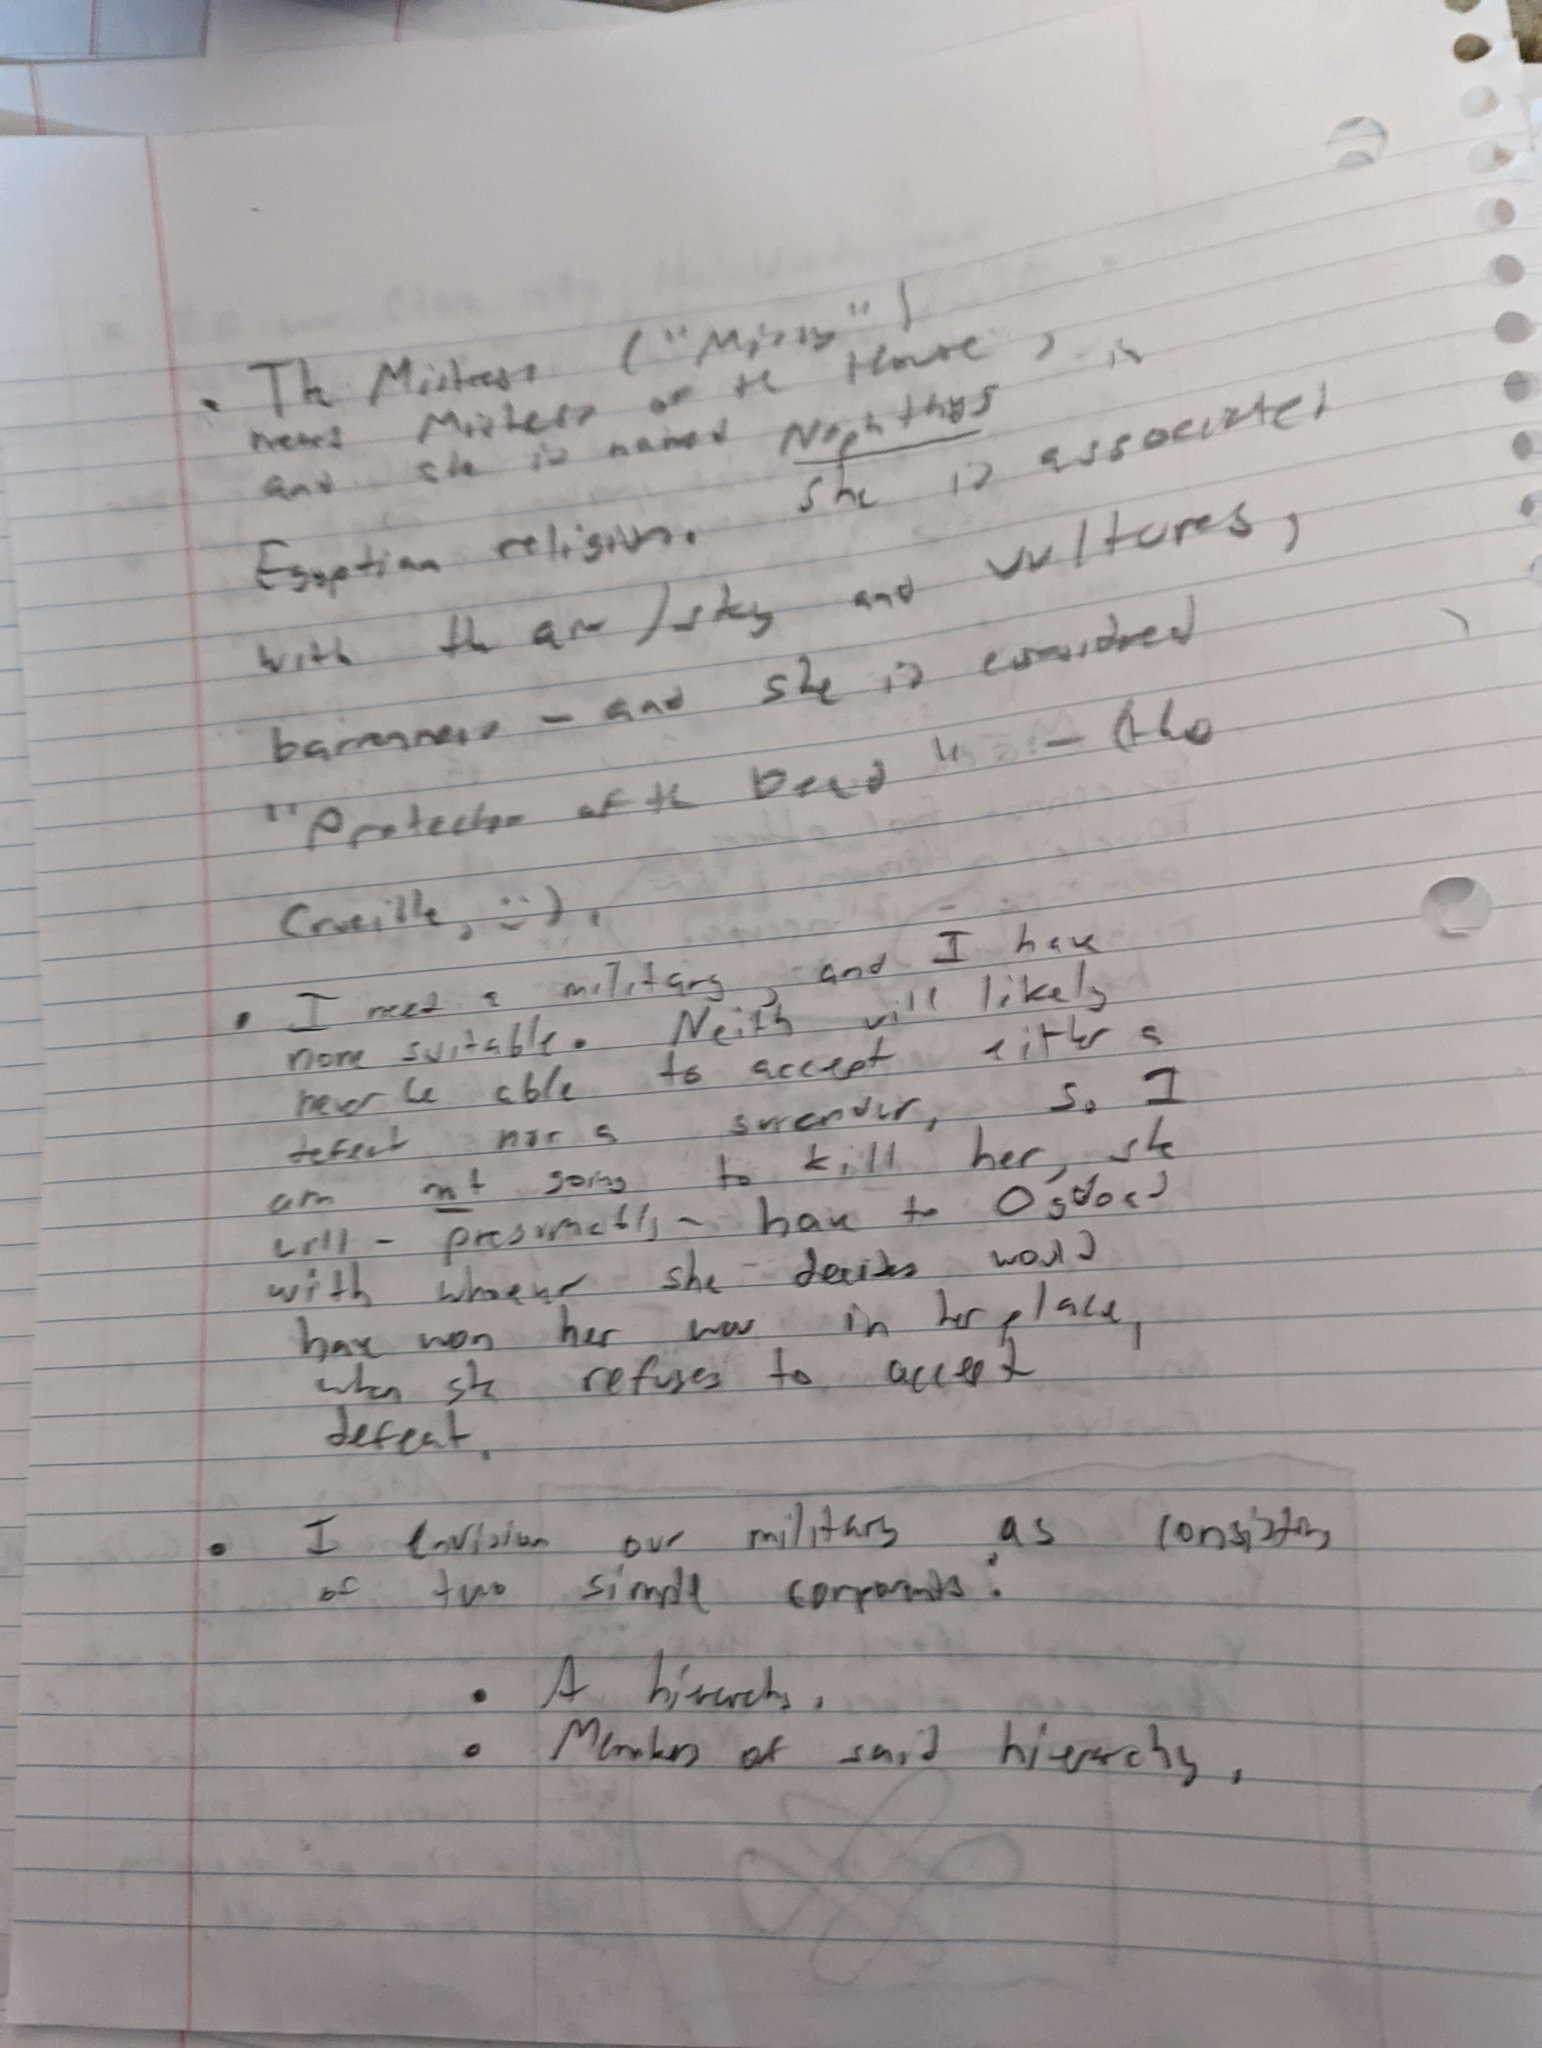 • The Mistress ("Missy")
means Mistress of the House, in
and she is named Nephthys
Egyptian religion. She is associated
with the air/sky and vultures,
barrenness - and she is considered
"Protector of the Dead" - (the
:).
• I need a military, and I have
none suitable. Neith will likely
never be able to accept either a
defeat nor a surrender, so I
am not going to kill her, she
will - presumably - have to Ogdoad
with whoever she decides would
have won her war in her place,
when she refuses to accept
defeat.
• I envision our military as consisting
of two simple components:
• A hierarchy.
• Members of said hierarchy.